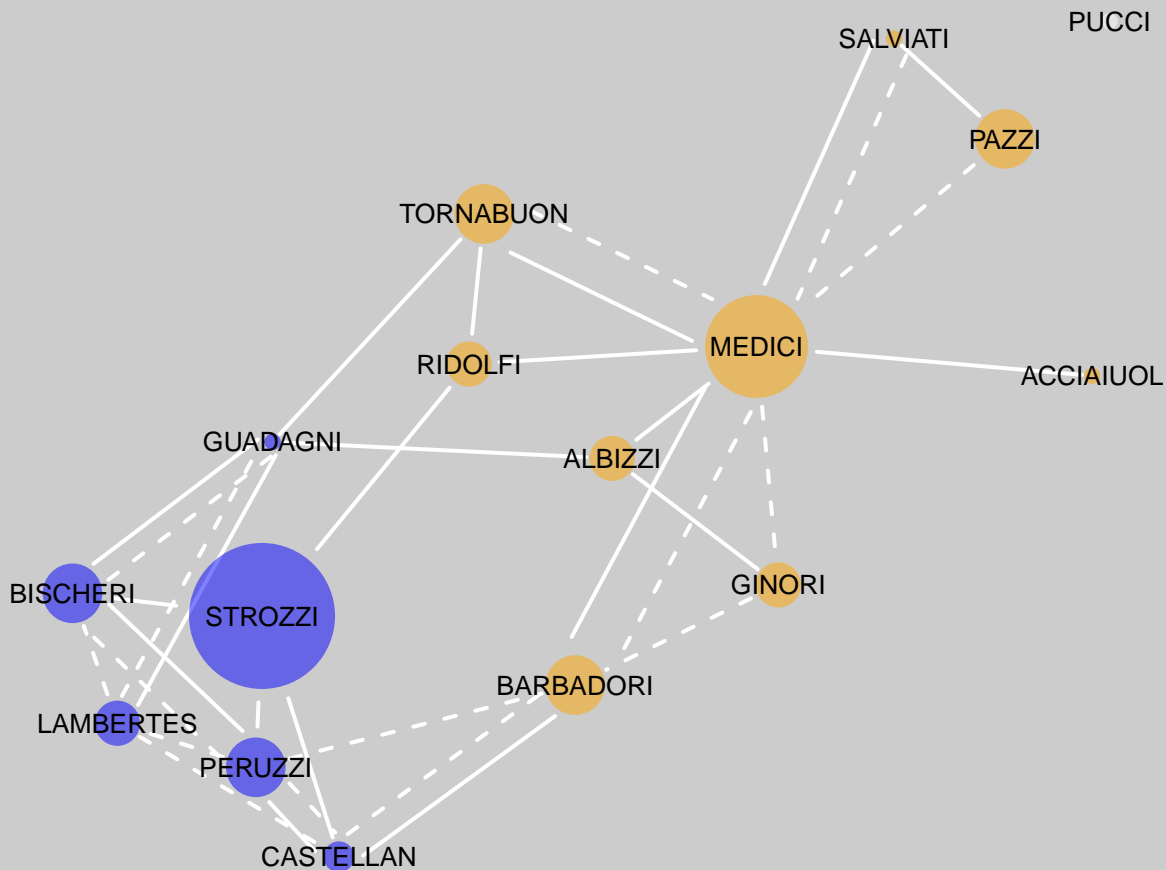 PUCCI
SALVIATI
PAZZI
TORNABUON
MEDICI
RIDOLFI
ACCIAIUOL
GUADAGNI
ALBIZZI
GINORI
BISCHERI
STROZZI
BARBADORI
LAMBERTES
PERUZZI
CASTELLAN